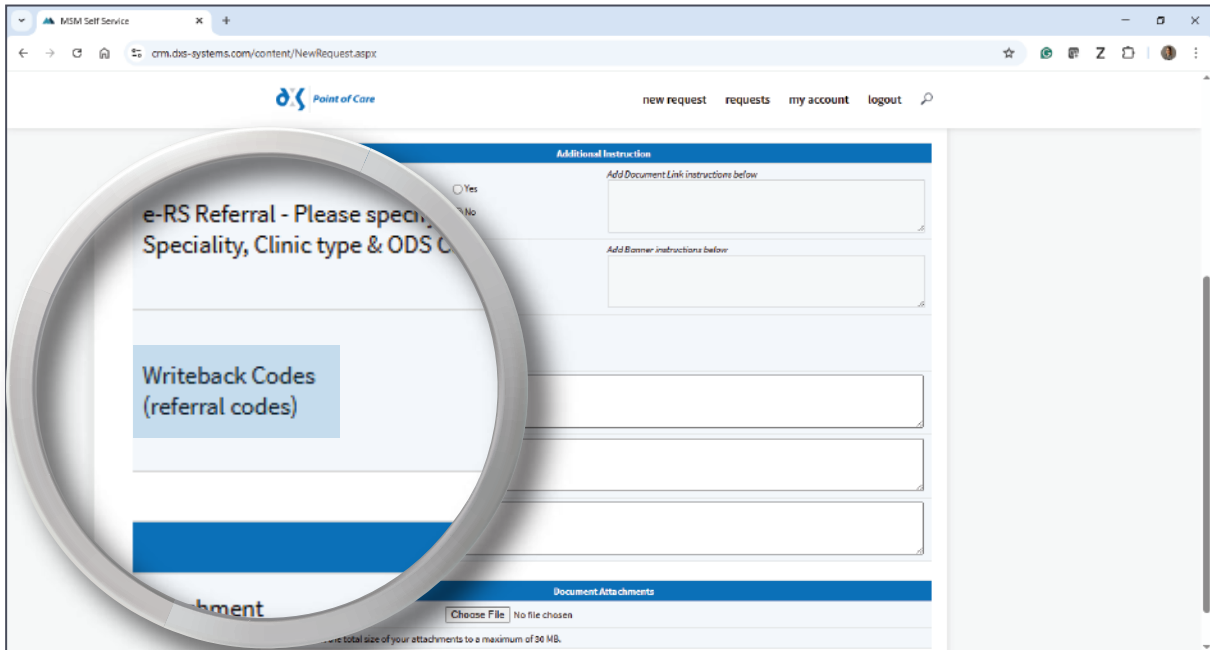 MSM Self Service
crm.dxs-systems.com/content/NewRequest.aspx
dxs Point of Care
new request requests my account logout
Additional Instruction
Add Document Link instructions below
Yes
No
e-RS Referral - Please specify
Speciality, Clinic type & ODS
Add Banner instructions below
Writeback Codes
(referral codes)
Document Attachments
Choose File No file chosen
the total size of your attachments to a maximum of 30 MB.